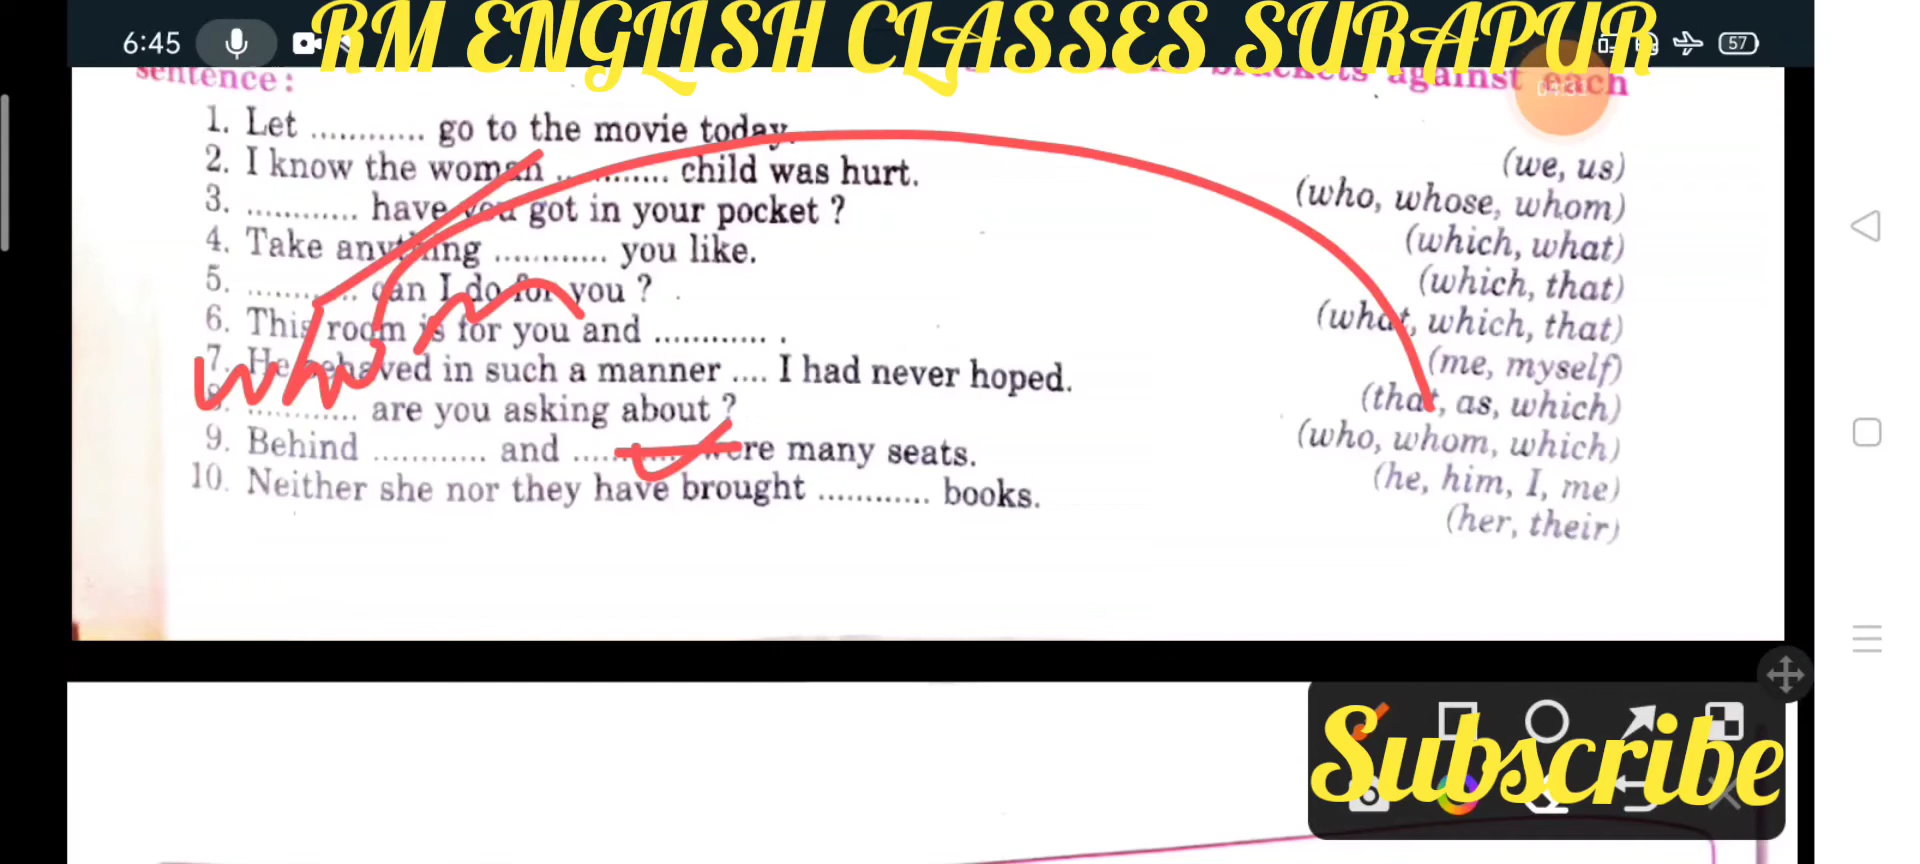 RM ENGLISH CLASSES SURAPUR
6:45 57
brackets against each
sentence :
1. Let ............ go to the movie today. (we, us)
2. I know the woman ............ child was hurt. (who, whose, whom)
3. ............ have you got in your pocket ? (which, what)
4. Take anything ............ you like. (which, that)
5. ............ can I do for you ? (what, which, that)
6. This room is for you and ............ . (me, myself)
7. He behaved in such a manner .... I had never hoped. (that, as, which)
8. ............ are you asking about ? (who, whom, which)
9. Behind ............ and ............ were many seats. (he, him, I, me)
10. Neither she nor they have brought ............ books. (her, their)
whom
Subscribe